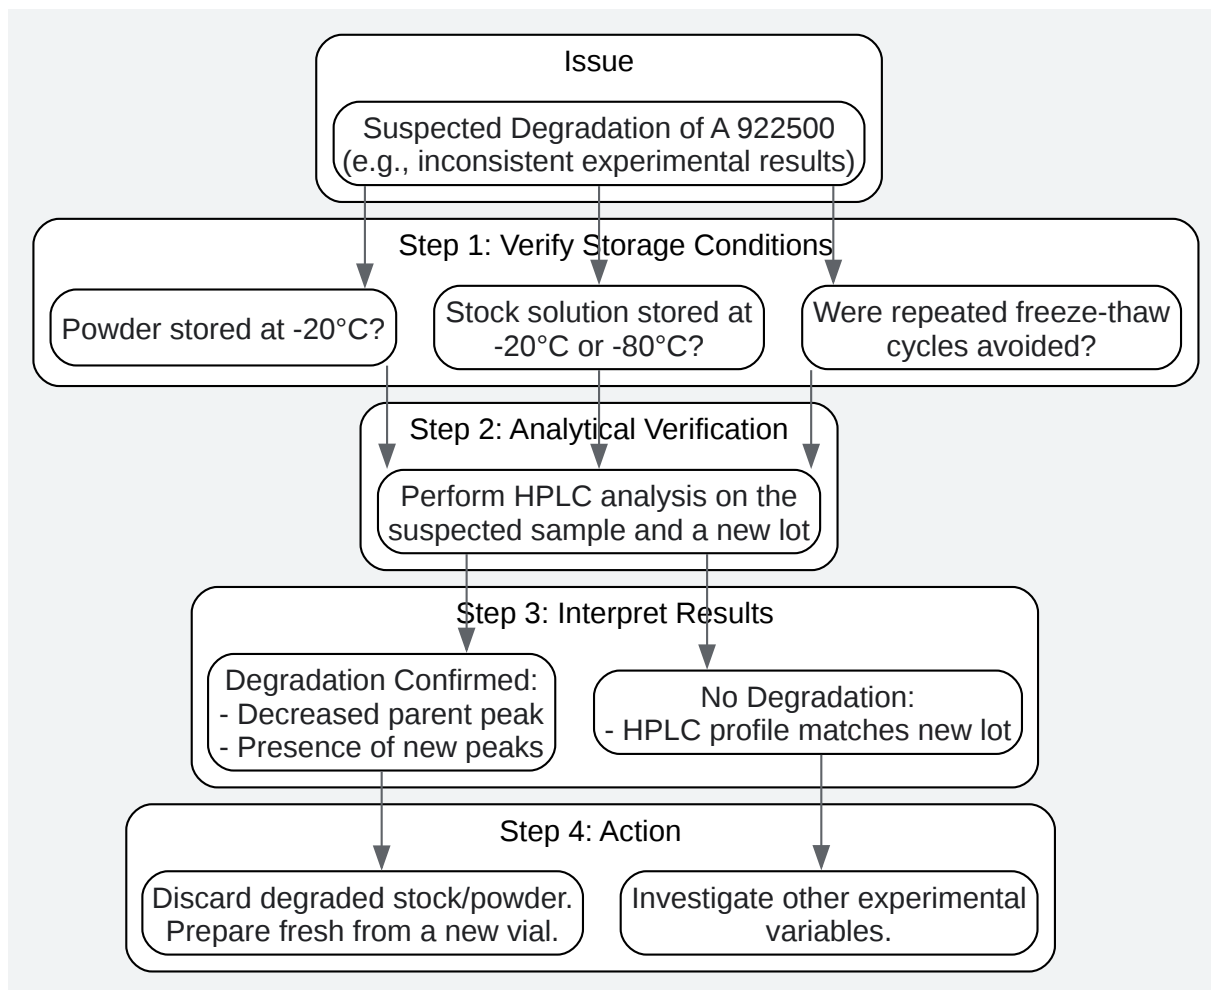 Issue
Suspected Degradation of A 922500
(e.g., inconsistent experimental results)
Step 1: Verify Storage Conditions
Powder stored at -20°C?
Stock solution stored at
-20°C or -80°C?
Were repeated freeze-thaw
cycles avoided?
Step 2: Analytical Verification
Perform HPLC analysis on the
suspected sample and a new lot
Step 3: Interpret Results
Degradation Confirmed:
- Decreased parent peak
- Presence of new peaks
No Degradation:
- HPLC profile matches new lot
Step 4: Action
Discard degraded stock/powder.
Prepare fresh from a new vial.
Investigate other experimental
variables.